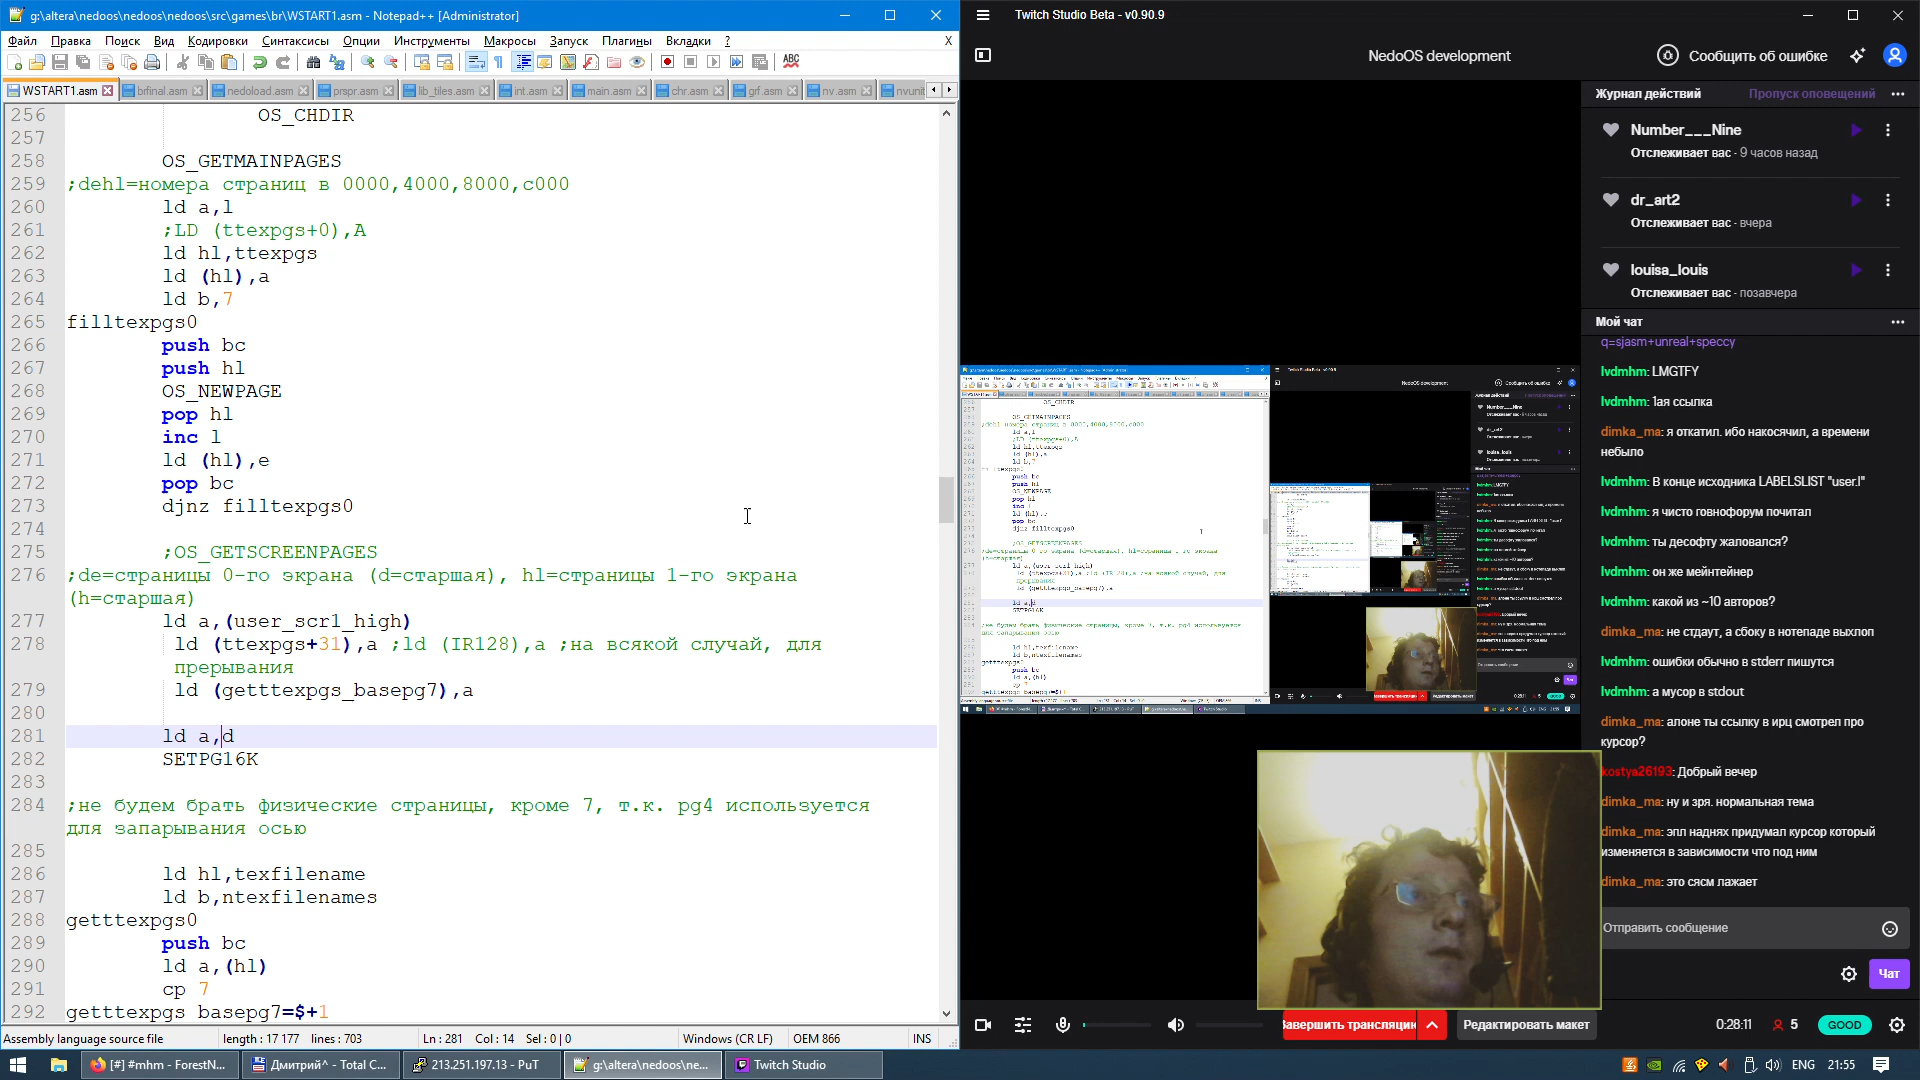 g:\altera\nedoos\nedoos\nedoos\src\games\br\WSTART1.asm - Notepad++ [Administrator]
Файл Правка Поиск Вид Кодировки Синтаксисы Опции Инструменты Макросы Запуск Плагины Вкладки ? X
WSTART1.asm brfinal.asm nedoload.asm prspr.asm lib_tiles.asm int.asm main.asm chr.asm grf.asm nv.asm nvunit
256 OS_CHDIR
257
258 OS_GETMAINPAGES
259 ;dehl=номера страниц в 0000,4000,8000,c000
260 ld a,l
261 ;LD (ttexpgs+0),A
262 ld hl,ttexpgs
263 ld (hl),a
264 ld b,7
265 filltexpgs0
266 push bc
267 push hl
268 OS_NEWPAGE
269 pop hl
270 inc l
271 ld (hl),e
272 pop bc
273 djnz filltexpgs0
274
275 ;OS_GETSCREENPAGES
276 ;de=страницы 0-го экрана (d=старшая), hl=страницы 1-го экрана
(h=старшая)
277 ld a,(user_scr1_high)
278 ld (ttexpgs+31),a ;ld (IR128),a ;на всякой случай, для
прерывания
279 ld (getttexpgs_basepg7),a
280
281 ld a,d
282 SETPG16K
283
284 ;не будем брать физические страницы, кроме 7, т.к. pg4 используется
для запарывания осью
285
286 ld hl,texfilename
287 ld b,ntexfilenames
288 getttexpgs0
289 push bc
290 ld a,(hl)
291 cp 7
292 getttexpgs_basepg7=$+1
Assembly language source file length : 17 177 lines : 703 Ln : 281 Col : 14 Sel : 0 | 0 Windows (CR LF) OEM 866 INS
Twitch Studio Beta - v0.90.9
NedoOS development
Сообщить об ошибке
Журнал действий Пропуск оповещений
Number___Nine
Отслеживает вас - 9 часов назад
dr_art2
Отслеживает вас - вчера
louisa_louis
Отслеживает вас - позавчера
Мой чат
q=sjasm+unreal+speccy
lvdmhm: LMGTFY
lvdmhm: 1ая ссылка
dimka_ma: я откатил. ибо накосячил, а времени
небыло
lvdmhm: В конце исходника LABELSLIST "user.l"
lvdmhm: я чисто говнофорум почитал
lvdmhm: ты десофту жаловался?
lvdmhm: он же мейнтейнер
lvdmhm: какой из ~10 авторов?
dimka_ma: не стдаут, а сбоку в нотепаде выхлоп
lvdmhm: ошибки обычно в stderr пишутся
lvdmhm: а мусор в stdout
dimka_ma: алоне ты ссылку в ирц смотрел про
курсор?
kostya26193: Добрый вечер
dimka_ma: ну и зря. нормальная тема
dimka_ma: эпл наднях придумал курсор который
изменяется в зависимости что под ним
dimka_ma: это сясм лажает
Отправить сообщение
Чат
Завершить трансляцию
Редактировать макет
0:28:11 5 GOOD
[#] #mhm - ForestN...
Дмитрий^ - Total C...
213.251.197.13 - PuT
g:\altera\nedoos\ne...
Twitch Studio
ENG 21:55